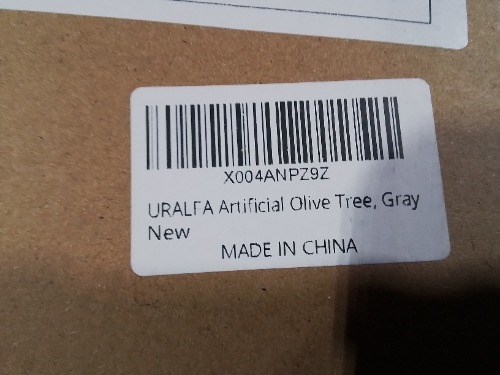 X004ANPZ9Z
URALFA Artificial Olive Tree, Gray
New
MADE IN CHINA